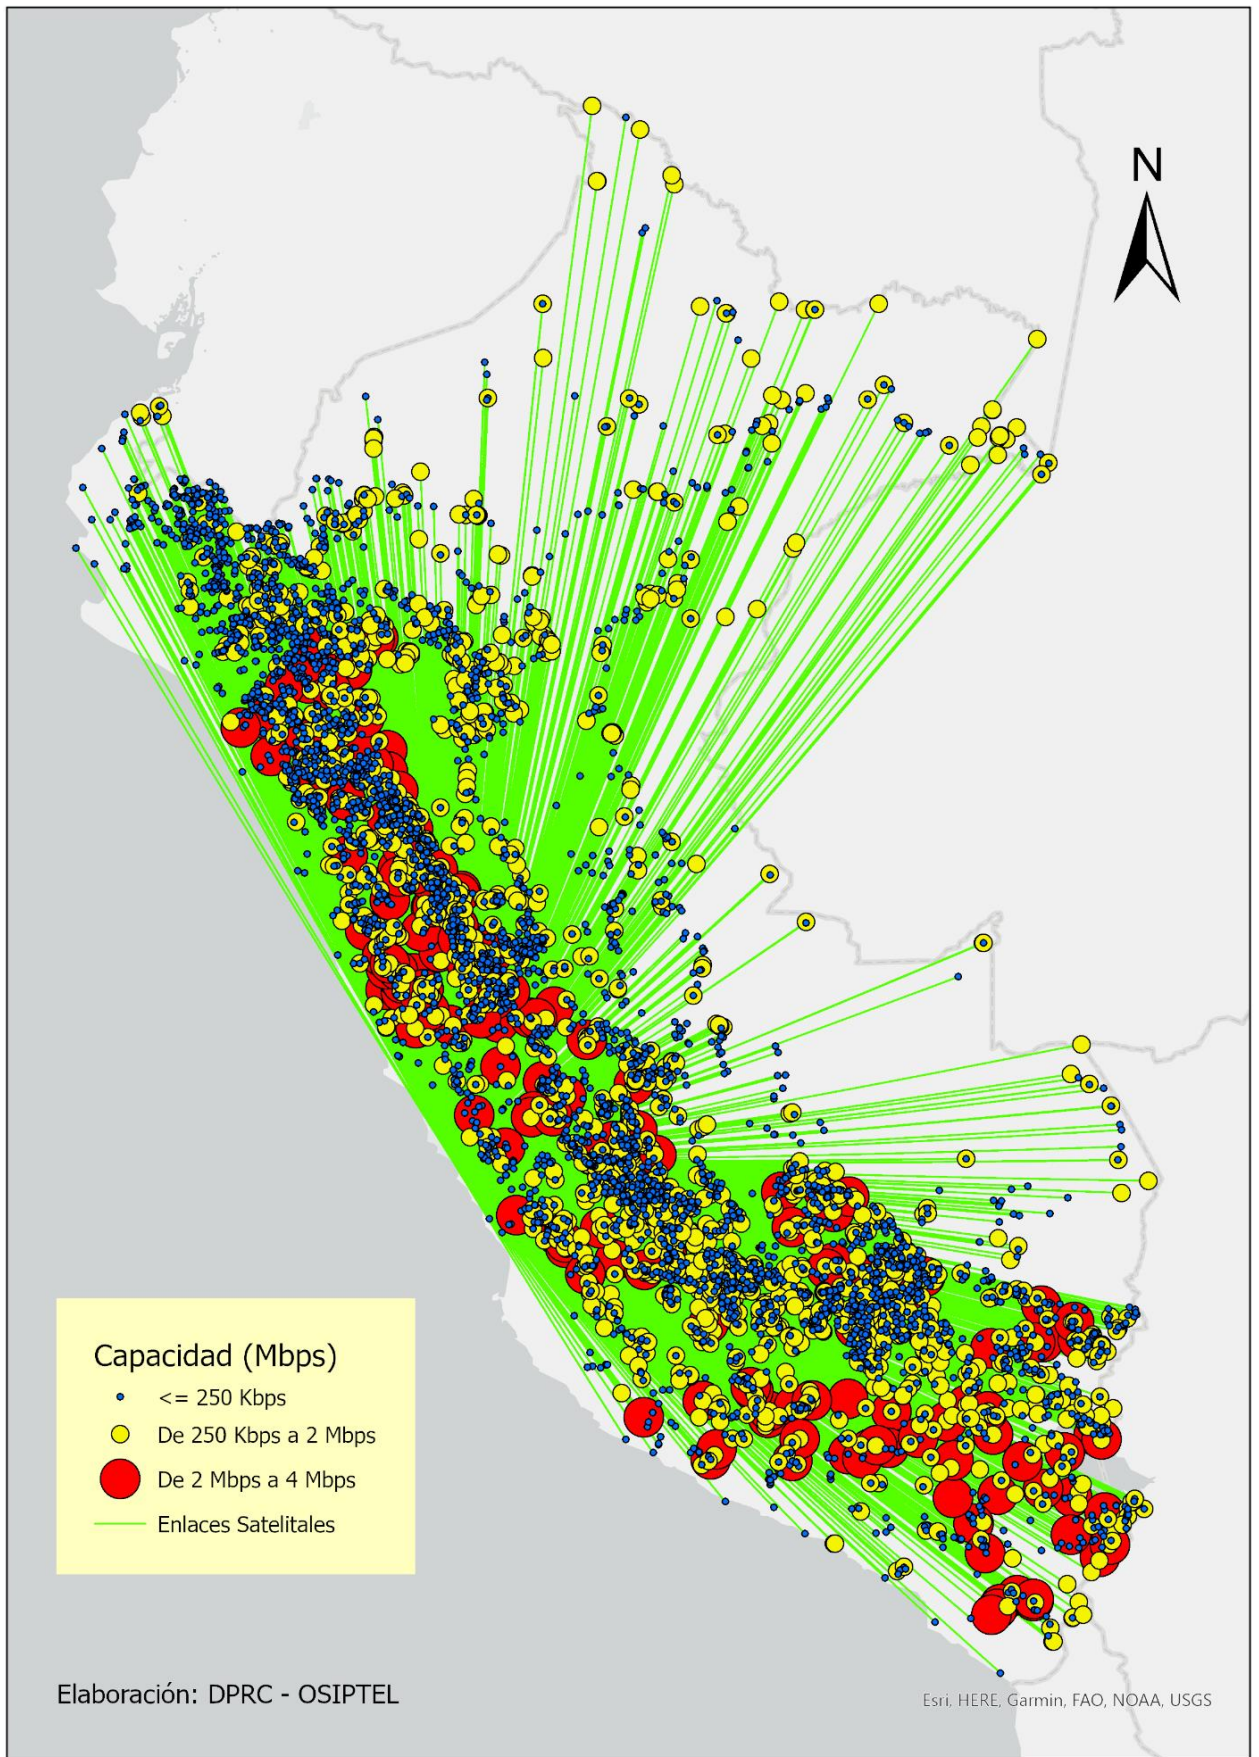 N
Capacidad (Mbps)
<= 250 Kbps
De 250 Kbps a 2 Mbps
De 2 Mbps a 4 Mbps
Enlaces Satelitales
Elaboración: DPRC - OSIPTEL
Esri, HERE, Garmin, FAO, NOAA, USGS